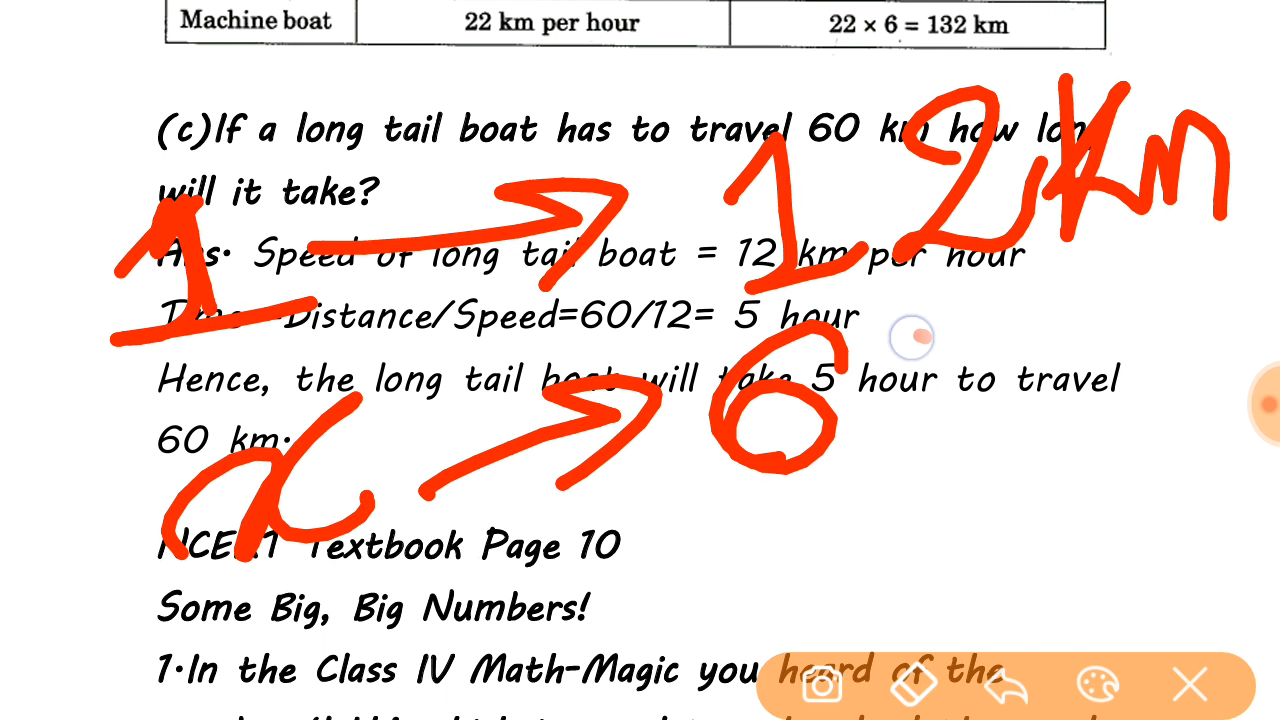 Machine boat 22 km per hour 22 × 6 = 132 km
(c)If a long tail boat has to travel 60 km how long
will it take?
Ans. Speed of long tail boat = 12 km per hour
Time=Distance/Speed=60/12= 5 hour
Hence, the long tail boat will take 5 hour to travel
60 km.
1 → 12 km
x → 6
NCERT Textbook Page 10
Some Big, Big Numbers!
1.In the Class IV Math-Magic you heard of the